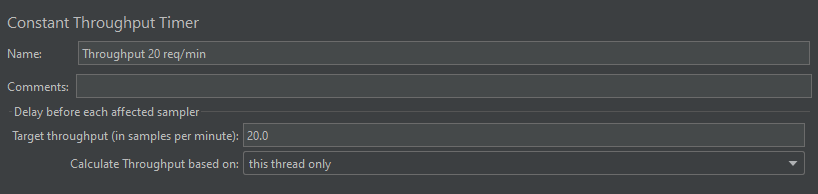 Constant Throughput Timer
Name: Throughput 20 req/min
Comments:
Delay before each affected sampler
Target throughput (in samples per minute): 20.0
Calculate Throughput based on: this thread only